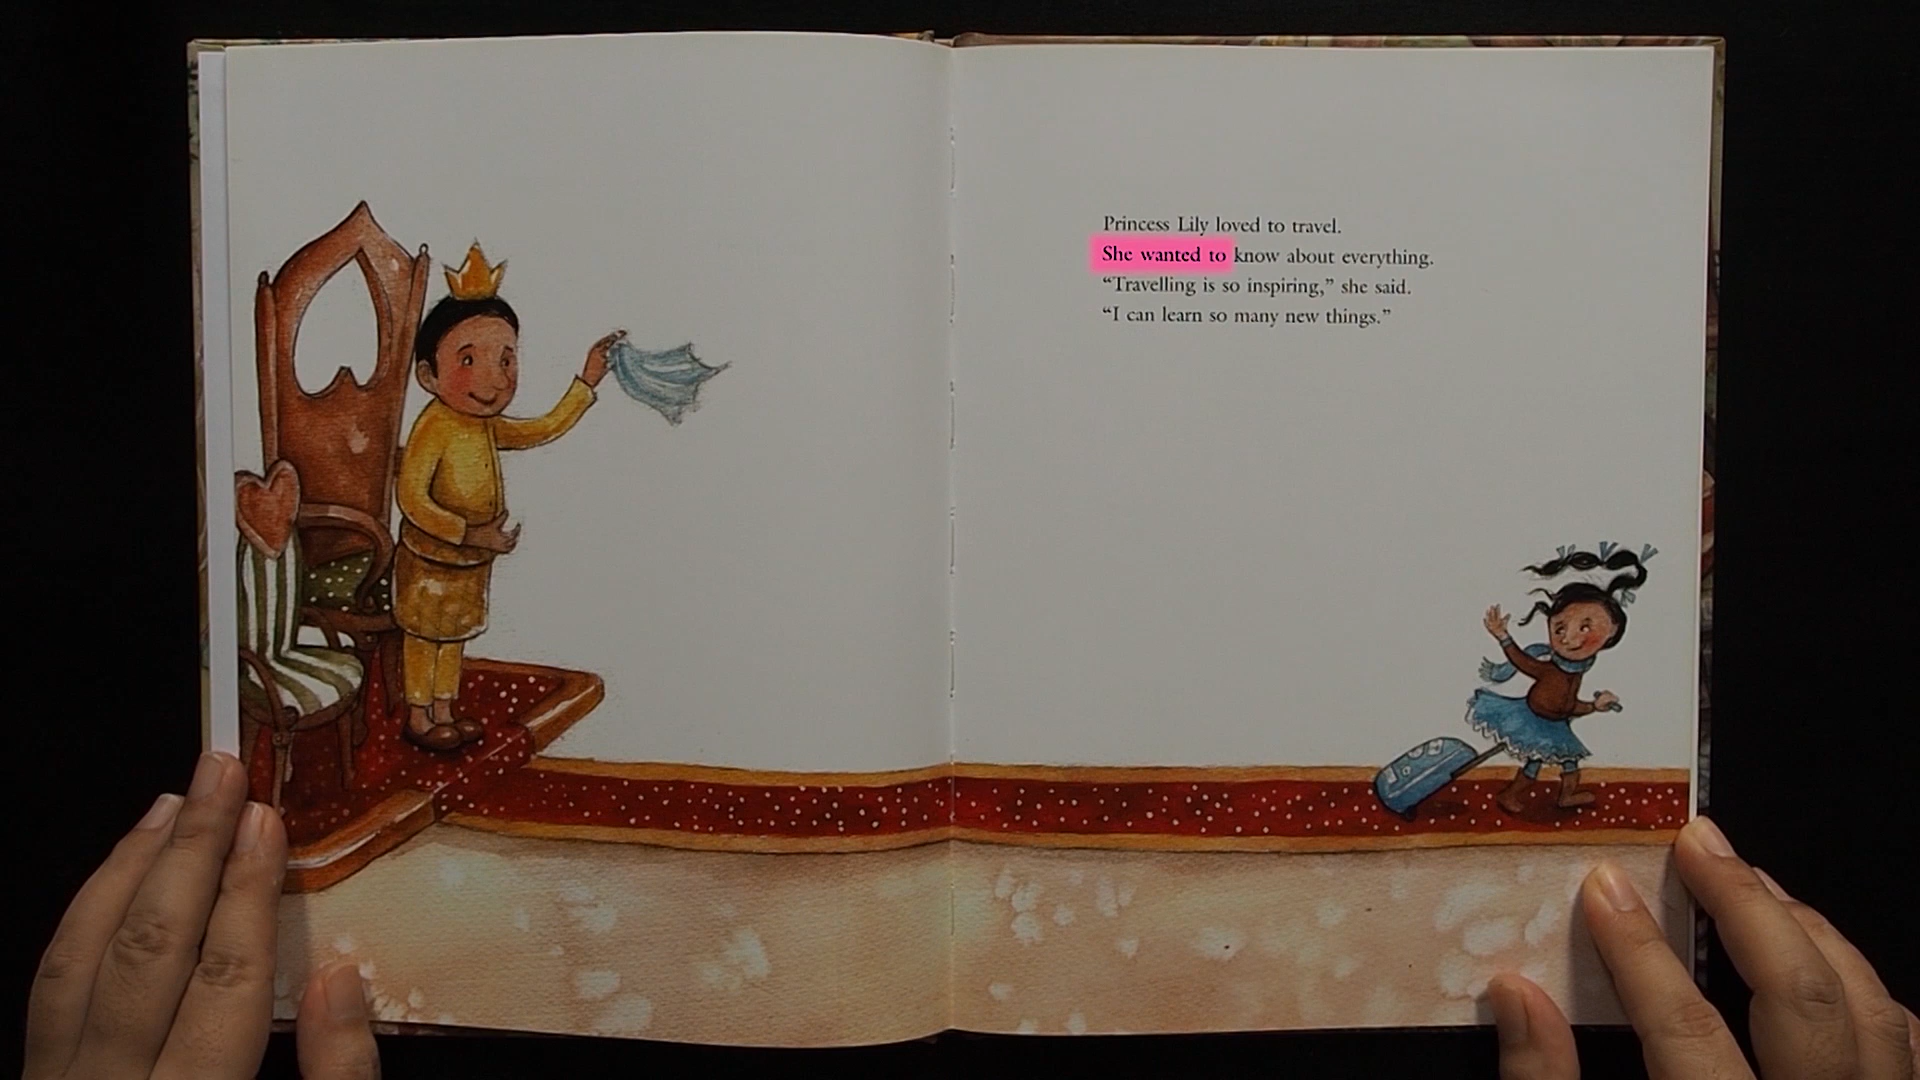 Princess Lily loved to travel.
She wanted to know about everything.
“Travelling is so inspiring,” she said.
“I can learn so many new things.”